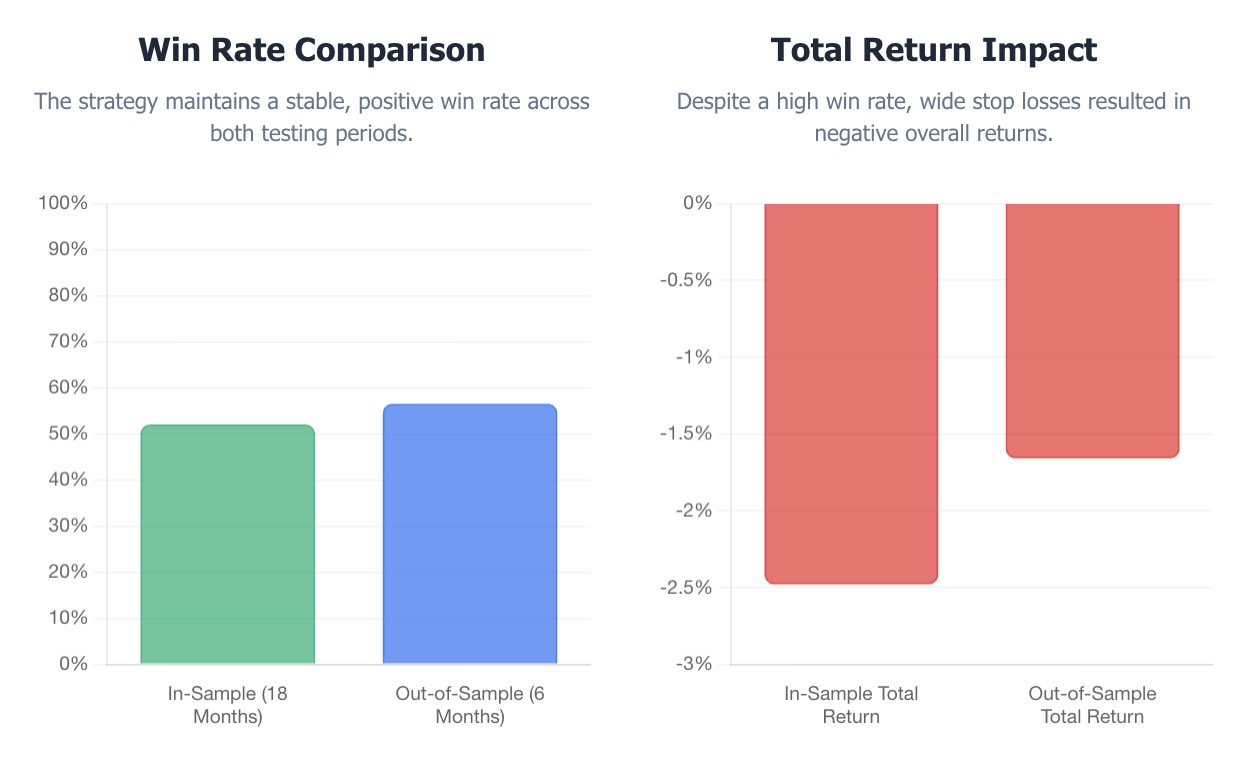 Win Rate Comparison
The strategy maintains a stable, positive win rate across
both testing periods.
100%
90%
80%
70%
60%
50%
40%
30%
20%
10%
0%
In-Sample (18
Months)
Out-of-Sample (6
Months)
Total Return Impact
Despite a high win rate, wide stop losses resulted in
negative overall returns.
0%
-0.5%
-1%
-1.5%
-2%
-2.5%
-3%
In-Sample Total
Return
Out-of-Sample
Total Return